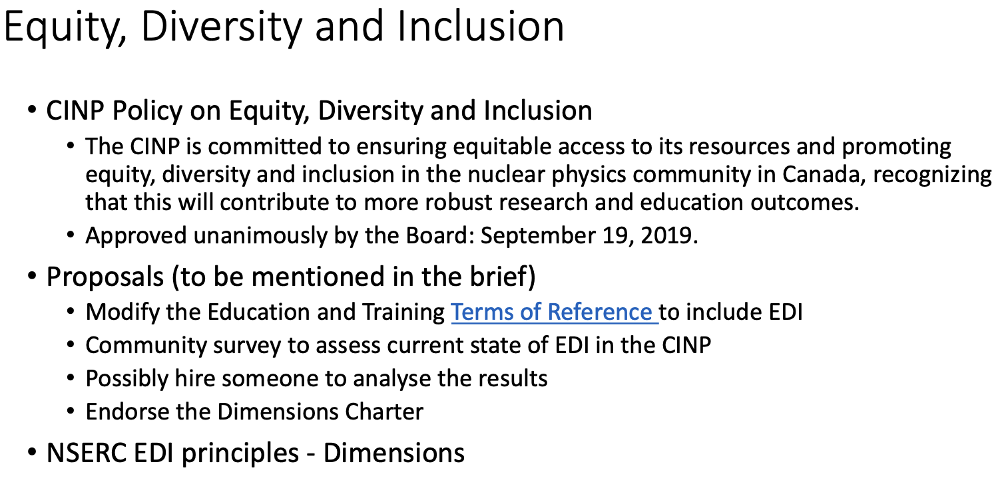 Equity, Diversity and Inclusion
• CINP Policy on Equity, Diversity and Inclusion
• The CINP is committed to ensuring equitable access to its resources and promoting
equity, diversity and inclusion in the nuclear physics community in Canada, recognizing
that this will contribute to more robust research and education outcomes.
• Approved unanimously by the Board: September 19, 2019.
• Proposals (to be mentioned in the brief)
• Modify the Education and Training Terms of Reference to include EDI
• Community survey to assess current state of EDI in the CINP
• Possibly hire someone to analyse the results
• Endorse the Dimensions Charter
• NSERC EDI principles - Dimensions